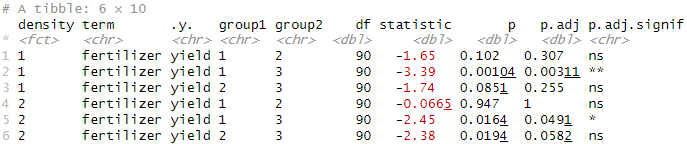 # A tibble: 6 × 10
density term .y. group1 group2 df statistic p p.adj p.adj.signif
* <fct> <chr> <chr> <chr> <chr> <dbl> <dbl> <dbl> <dbl> <chr>
1 1 fertilizer yield 1 2 90 -1.65 0.102 0.307 ns
2 1 fertilizer yield 1 3 90 -3.39 0.00104 0.00311 **
3 1 fertilizer yield 2 3 90 -1.74 0.0851 0.255 ns
4 2 fertilizer yield 1 2 90 -0.0665 0.947 1 ns
5 2 fertilizer yield 1 3 90 -2.45 0.0164 0.0491 *
6 2 fertilizer yield 2 3 90 -2.38 0.0194 0.0582 ns